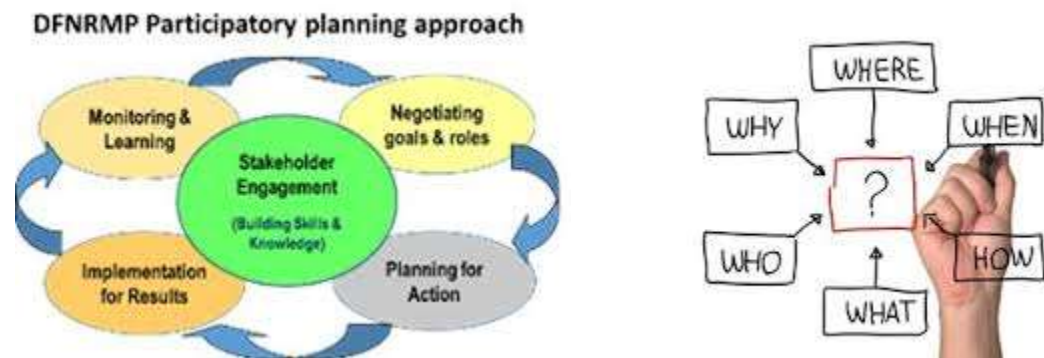 DFNRMP Participatory planning approach
Monitoring &
Learning
Negotiating
goals & roles
Stakeholder
Engagement
(Building Skills &
Knowledge)
Implementation
for Results
Planning for
Action
WHERE
WHY
WHEN
?
WHO
HOW
WHAT